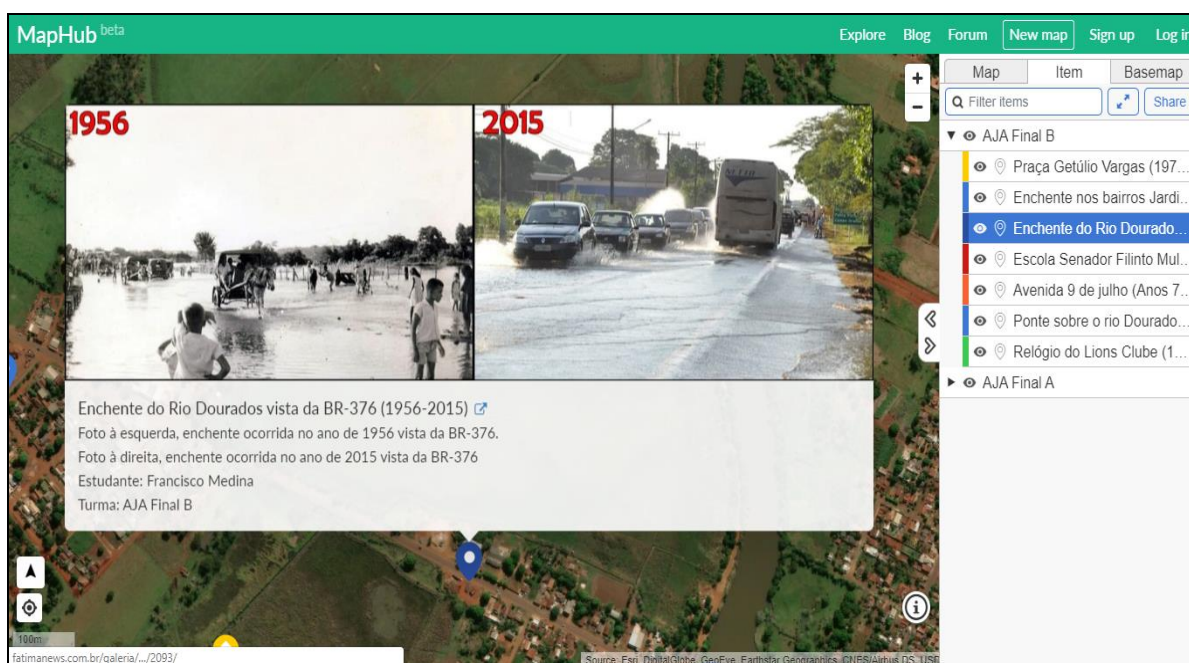 MapHub beta
Explore Blog Forum New map Sign up Log in
Map Item Basemap
Filter items Share
AJA Final B
Praça Getúlio Vargas (197...
Enchente nos bairros Jardi...
Enchente do Rio Dourado...
Escola Senador Filinto Mul...
Avenida 9 de julho (Anos 7...
Ponte sobre o rio Dourado...
Relógio do Lions Clube (1...
AJA Final A
1956
2015
Enchente do Rio Dourados vista da BR-376 (1956-2015)
Foto à esquerda, enchente ocorrida no ano de 1956 vista da BR-376.
Foto à direita, enchente ocorrida no ano de 2015 vista da BR-376
Estudante: Francisco Medina
Turma: AJA Final B
100m
fatimanews.com.br/galeria/.../2093/
Source: Esri, DigitalGlobe, GeoEye, Earthstar Geographics, CNES/Airbus DS, USD